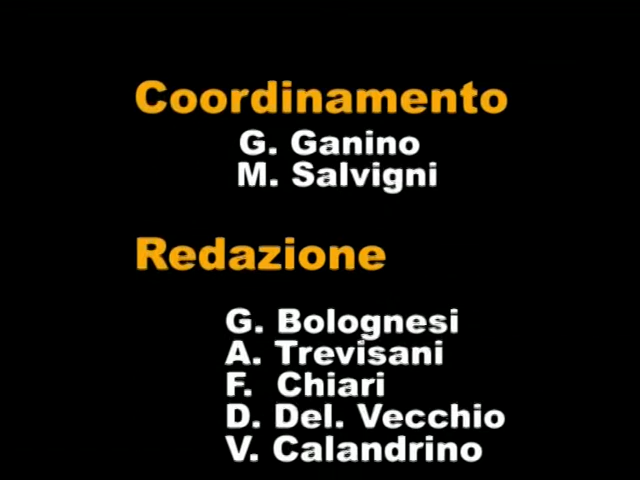 Coordinamento
G. Ganino
M. Salvigni
Redazione
G. Bolognesi
A. Trevisani
F. Chiari
D. Del. Vecchio
V. Calandrino